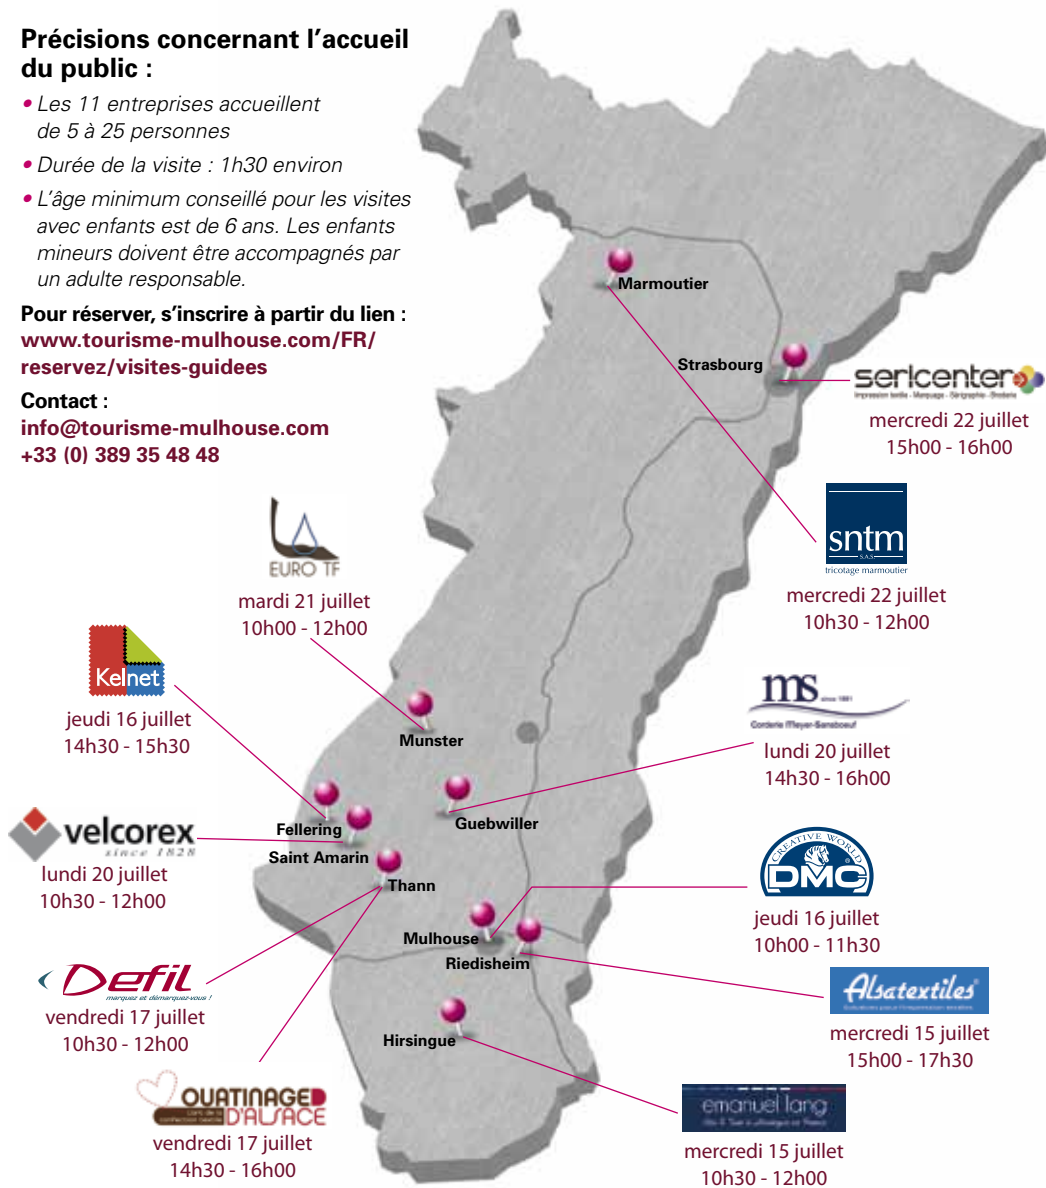 Précisions concernant l’accueil
du public :
• Les 11 entreprises accueillent
de 5 à 25 personnes
• Durée de la visite : 1h30 environ
• L’âge minimum conseillé pour les visites
avec enfants est de 6 ans. Les enfants
mineurs doivent être accompagnés par
un adulte responsable.
Pour réserver, s’inscrire à partir du lien :
www.tourisme-mulhouse.com/FR/
reservez/visites-guidees
Contact :
info@tourisme-mulhouse.com
+33 (0) 389 35 48 48
Marmoutier
Strasbourg
serIcenter
Impression textile - Marquage - Sérigraphie - Broderie
mercredi 22 juillet
15h00 - 16h00
sntm
S.A.S
tricotage marmoutier
mercredi 22 juillet
10h30 - 12h00
EURO TF
mardi 21 juillet
10h00 - 12h00
Kelnet
jeudi 16 juillet
14h30 - 15h30
Munster
ms
since 1881
Corderie Meyer-Sansboeuf
lundi 20 juillet
14h30 - 16h00
Guebwiller
Fellering
Saint Amarin
velcorex
since 1828
lundi 20 juillet
10h30 - 12h00
Thann
CREATIVE WORLD
DMC
jeudi 16 juillet
10h00 - 11h30
Mulhouse
Riedisheim
Defil
marquez et démarquez-vous !
vendredi 17 juillet
10h30 - 12h00
Alsatextiles
mercredi 15 juillet
15h00 - 17h30
Hirsingue
OUATINAGE
D'ALSACE
vendredi 17 juillet
14h30 - 16h00
emanuel lang
mercredi 15 juillet
10h30 - 12h00